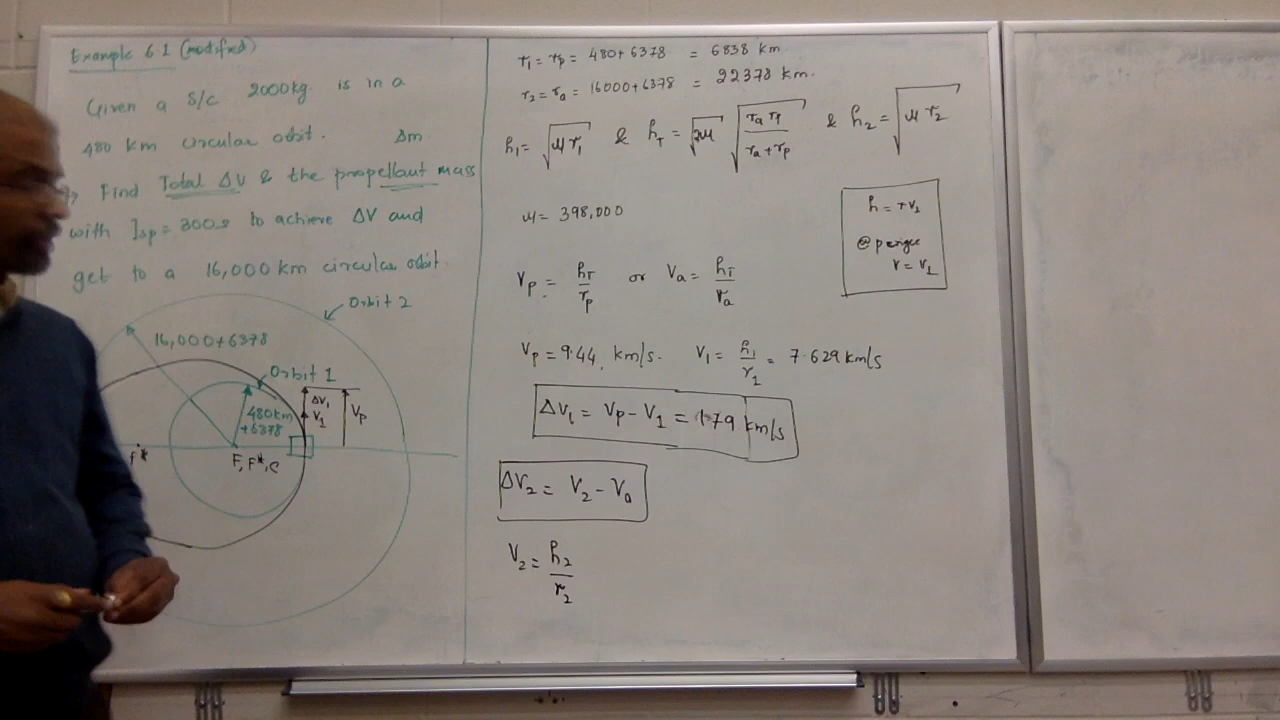 Example 6.1 (modified)
Given a S/C 2000kg. is in a
480 km circular orbit. Δm
Find Total ΔV & the propellant mass
with Isp = 300s to achieve ΔV and
get to a 16,000 km circular orbit.
Orbit 2
16,000+6378
Orbit 1
480km
+6378
ΔV₁
V₁
Vp
F*
F, F*, C
r₁ = rp = 480+6378 = 6838 km
r₂ = ra = 16000+6378 = 22378 km.
h₁ = √(μr₁) & hT = √(2μ) √(ra rp / (ra+rp)) & h₂ = √(μ r₂)
μ = 398,000
h = rv⊥
@perigee
v = v⊥
Vp = hT/rp or Va = hT/ra
Vp = 9.44 km/s. V₁ = h₁/r₁ = 7.629 km/s
ΔV₁ = Vp - V₁ = 1.79 km/s
ΔV₂ = V₂ - Va
V₂ = h₂/r₂